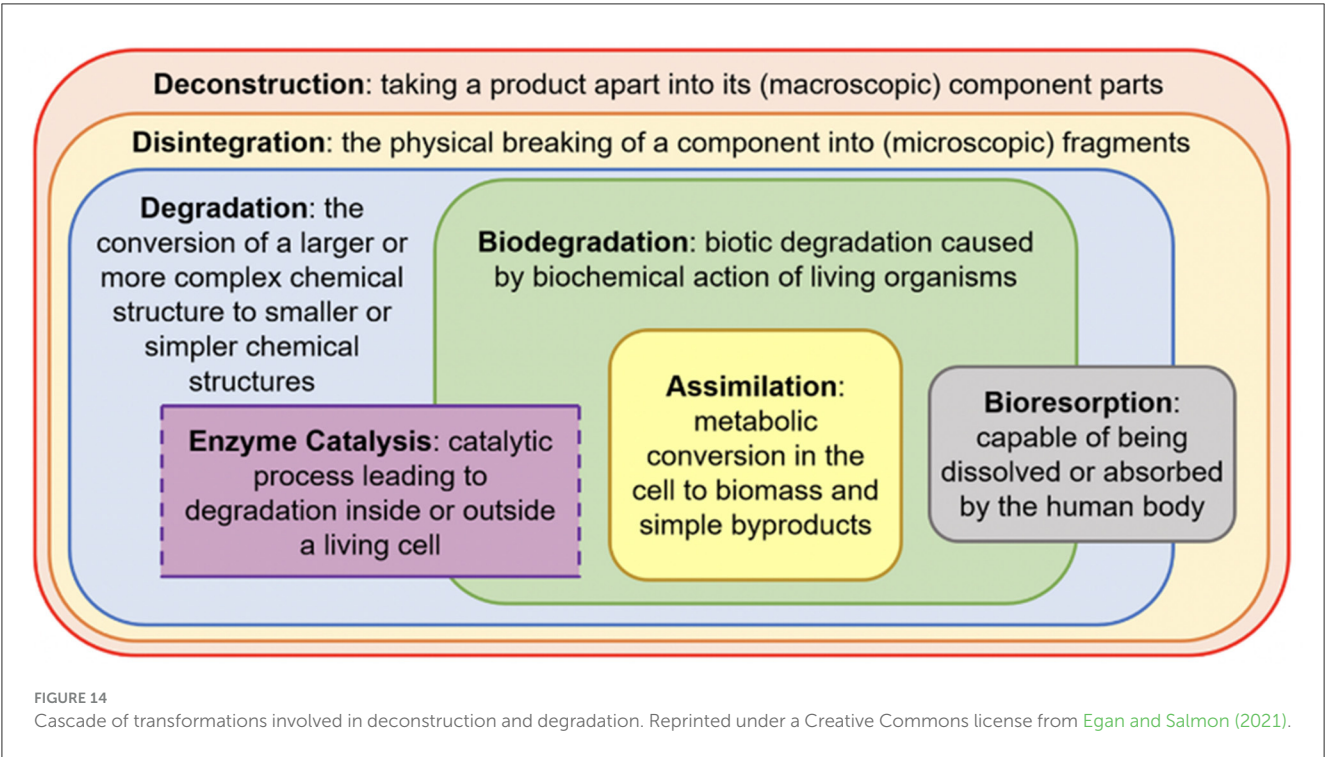 Deconstruction: taking a product apart into its (macroscopic) component parts
Disintegration: the physical breaking of a component into (microscopic) fragments
Degradation: the
conversion of a larger or
more complex chemical
structure to smaller or
simpler chemical
structures
Biodegradation: biotic degradation caused
by biochemical action of living organisms
Enzyme Catalysis: catalytic
process leading to
degradation inside or outside
a living cell
Assimilation:
metabolic
conversion in the
cell to biomass and
simple byproducts
Bioresorption:
capable of being
dissolved or absorbed
by the human body
FIGURE 14
Cascade of transformations involved in deconstruction and degradation. Reprinted under a Creative Commons license from Egan and Salmon (2021).